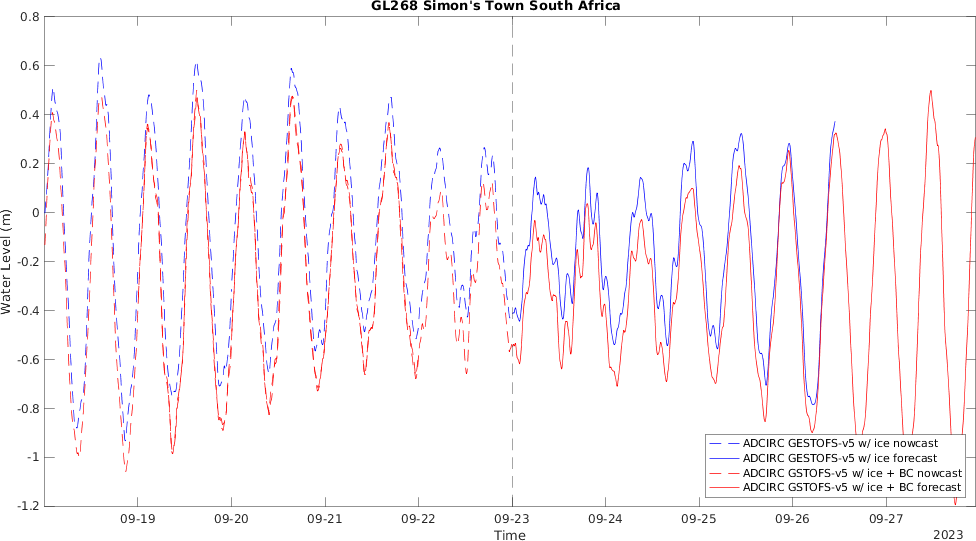 GL268 Simon's Town South Africa
0.8
0.6
0.4
0.2
0
-0.2
-0.4
-0.6
-0.8
-1
-1.2
Water Level (m)
ADCIRC GESTOFS-v5 w/ ice nowcast
ADCIRC GESTOFS-v5 w/ ice forecast
ADCIRC GSTOFS-v5 w/ ice + BC nowcast
ADCIRC GSTOFS-v5 w/ ice + BC forecast
09-19 09-20 09-21 09-22 09-23 09-24 09-25 09-26 09-27
Time
2023